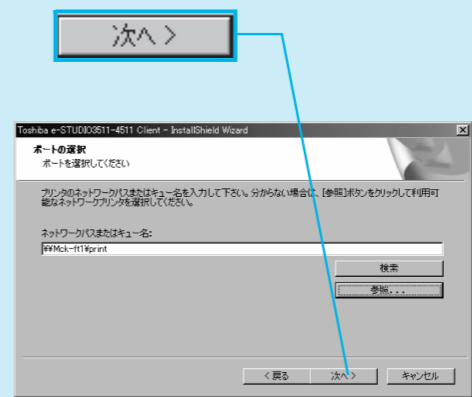 次へ >
Toshiba e-STUDIO3511-4511 Client - InstallShield Wizard
ポートの選択
ポートを選択してください
プリンタのネットワークパスまたはキュー名を入力して下さい。分からない場合は、[参照]ボタンをクリックして利用可
能なネットワークプリンタを選択してください。
ネットワークパスまたはキュー名:
¥¥Mck-ft1¥print
検索
参照...
< 戻る
次へ >
キャンセル